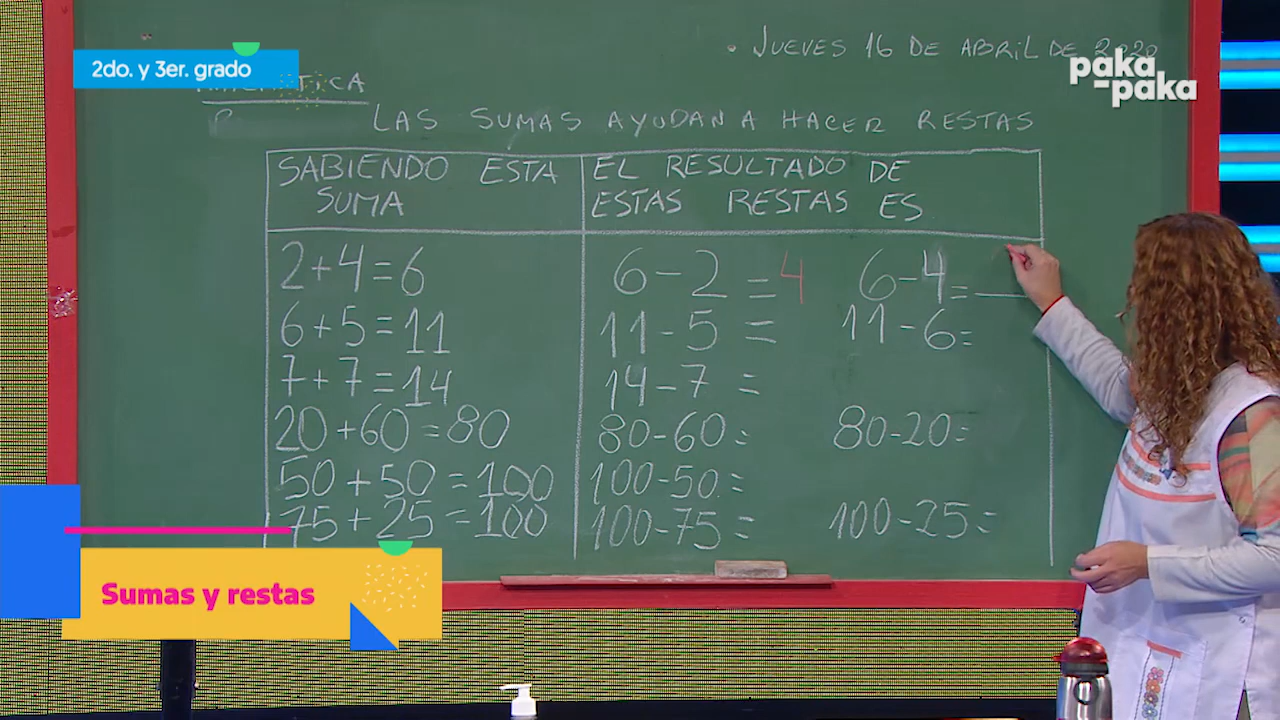 2do. y 3er. grado
• JUEVES 16 DE ABRIL DE 2020
paka
-paka
LAS SUMAS AYUDAN A HACER RESTAS
SABIENDO ESTA
SUMA
EL RESULTADO DE
ESTAS RESTAS ES
2+4=6
6-2=4
6-4=
6+5=11
11-5=
11-6=
7+7=14
14-7=
20+60=80
80-60=
80-20=
50+50=100
100-50=
75+25=100
100-75=
100-25=
Sumas y restas